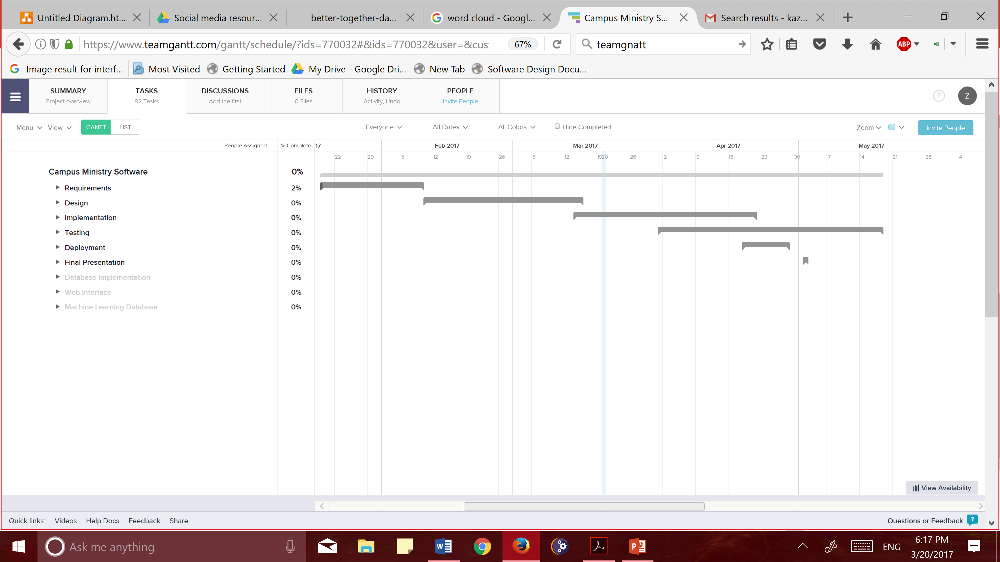 Untitled Diagram.ht... Social media resour... better-together-da... word cloud - Googl... Campus Ministry S... Search results - kaz...
https://www.teamgantt.com/gantt/schedule/?ids=770032#&ids=770032&user=&cus 67% teamgnatt ABP
Image result for interf... Most Visited Getting Started My Drive - Google Dri... New Tab Software Design Docu...
SUMMARY TASKS DISCUSSIONS FILES HISTORY PEOPLE
Project overview 82 Tasks Add the first 0 Files Activity, Undo Invite People ? Z
Menu View GANTT LIST Everyone All Dates All Colors Hide Completed Zoom Invite People
People Assigned % Complete 17 Feb 2017 Mar 2017 Apr 2017 May 2017
22 29 5 12 19 26 5 12 1920 26 2 9 16 23 30 7 14 21 28 4
Campus Ministry Software 0%
Requirements 2%
Design 0%
Implementation 0%
Testing 0%
Deployment 0%
Final Presentation 0%
Database Implementation 0%
Web Interface 0%
Machine Learning Database 0%
View Availability
Quick links: Videos Help Docs Feedback Share Questions or Feedback ?
Ask me anything ENG 6:17 PM
3/20/2017